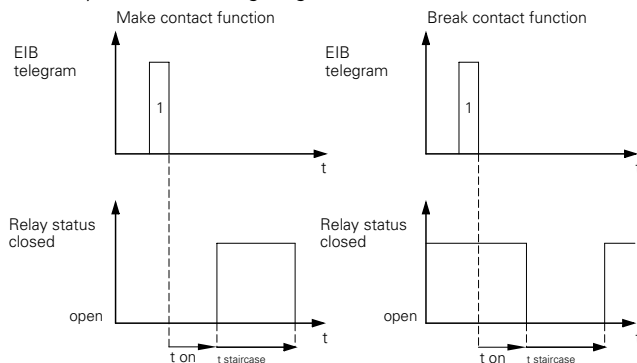 Make contact function
EIB
telegram
1
t
Relay status
closed
open
t
t on
t staircase
Break contact function
EIB
telegram
1
t
Relay status
closed
open
t
t on
t staircase